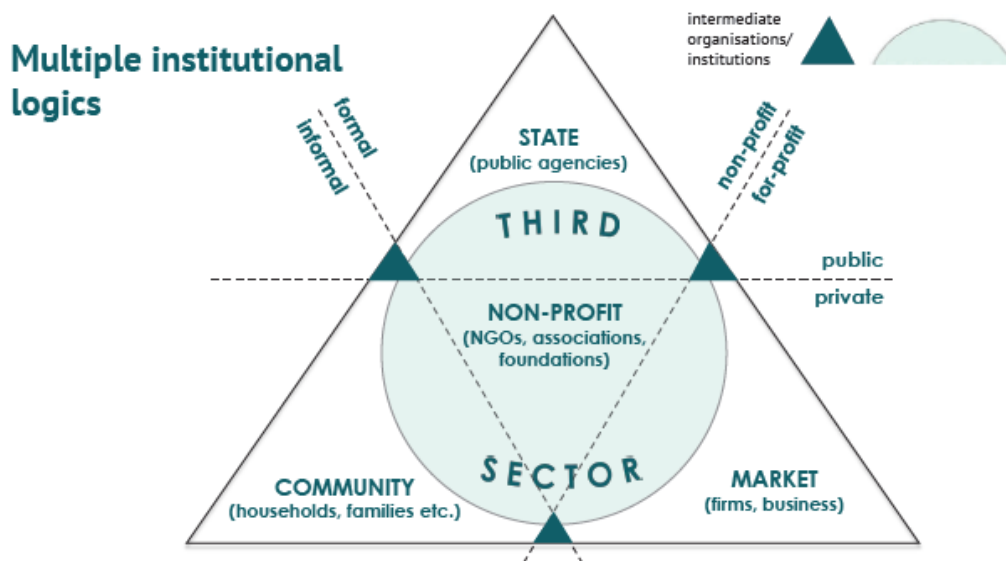 Multiple institutional
logics
intermediate
organisations/
institutions
formal
informal
non-profit
for-profit
STATE
(public agencies)
THIRD
public
private
NON-PROFIT
(NGOs, associations,
foundations)
SECTOR
COMMUNITY
(households, families etc.)
MARKET
(firms, business)